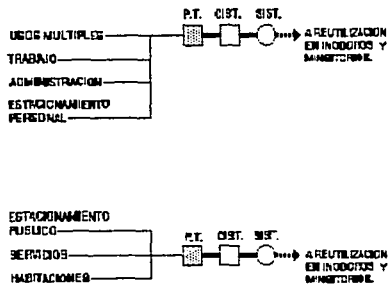 P.T. CIST. SIST.
USOS MULTIPLES
TRABAJO
ADMINISTRACION
ESTACIONAMIENTO
PERSONAL
A REUTILIZACION
EN INODOROS Y
MINGITORIOS.
ESTACIONAMIENTO
PUBLICO
SERVICIOS
HABITACIONES
P.T. CIST. SIST.
A REUTILIZACION
EN INODOROS Y
MINGITORIOS.